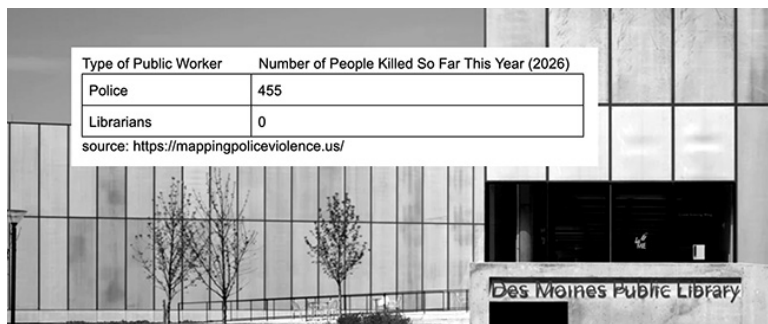 Type of Public Worker Number of People Killed So Far This Year (2026)
Police 455
Librarians 0
source: https://mappingpoliceviolence.us/
Des Moines Public Library